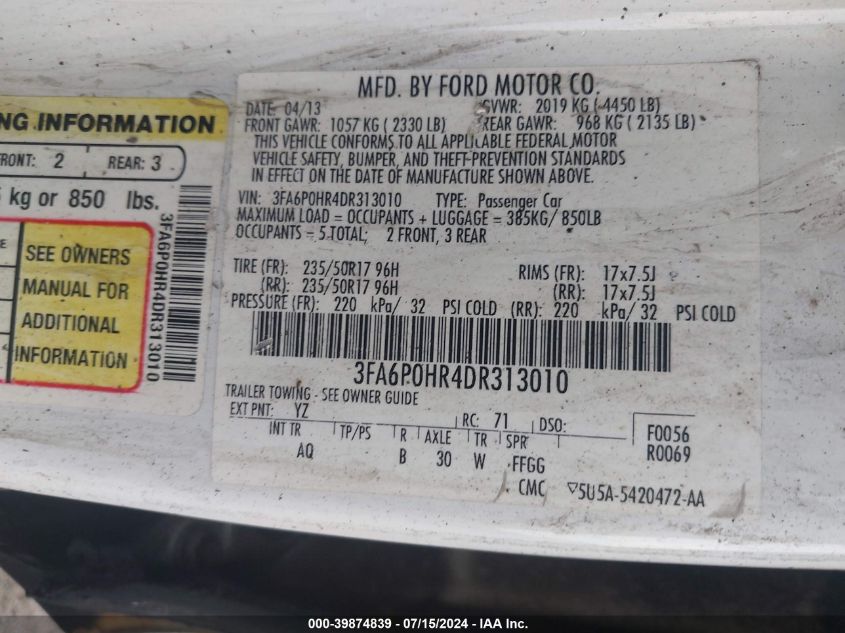 NG INFORMATION
FRONT: 2 REAR: 3
kg or 850 lbs.
SEE OWNERS
MANUAL FOR
ADDITIONAL
INFORMATION
3FA6P0HR4DR313010
MFD. BY FORD MOTOR CO.
DATE: 04/13 GVWR: 2019 KG ( 4450 LB)
FRONT GAWR: 1057 KG ( 2330 LB) REAR GAWR: 968 KG ( 2135 LB)
THIS VEHICLE CONFORMS TO ALL APPLICABLE FEDERAL MOTOR
VEHICLE SAFETY, BUMPER, AND THEFT PREVENTION STANDARDS
IN EFFECT ON THE DATE OF MANUFACTURE SHOWN ABOVE.
VIN: 3FA6P0HR4DR313010 TYPE: Passenger Car
MAXIMUM LOAD = OCCUPANTS + LUGGAGE = 385KG/ 850LB
OCCUPANTS = 5 TOTAL; 2 FRONT, 3 REAR
TIRE (FR): 235/50R17 96H RIMS (FR): 17x7.5J
(RR): 235/50R17 96H (RR): 17x7.5J
PRESSURE (FR): 220 kPa/ 32 PSI COLD (RR): 220 kPa/ 32 PSI COLD
3FA6P0HR4DR313010
TRAILER TOWING - SEE OWNER GUIDE
EXT PNT: YZ RC: 71 DSO: F0056
INT TR TP/PS R AXLE TR SPR R0069
AQ B 30 W FFGG
CMC ▽5U5A-5420472-AA
000-39874839 / 07/15/2024 - IAA Inc.